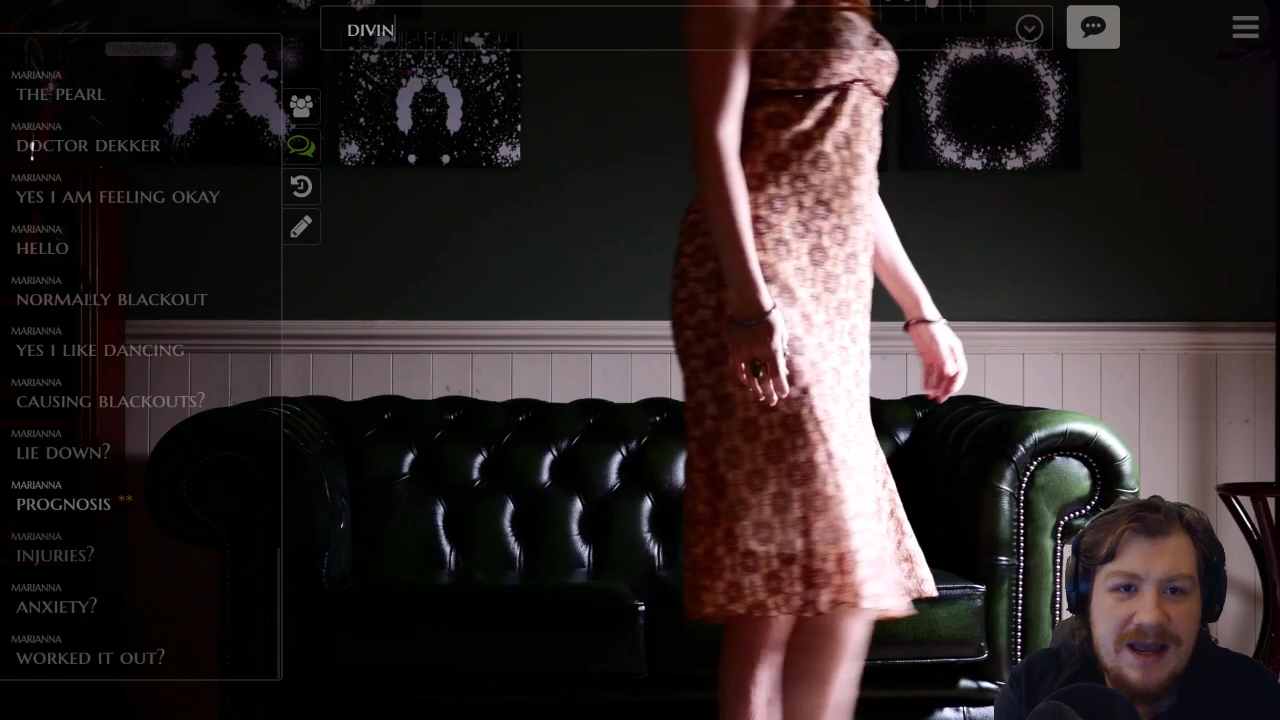 DIVIN
MARIANNA
MARIANNA
THE PEARL
MARIANNA
DOCTOR DEKKER
MARIANNA
YES I AM FEELING OKAY
MARIANNA
HELLO
MARIANNA
NORMALLY BLACKOUT
MARIANNA
YES I LIKE DANCING
MARIANNA
CAUSING BLACKOUTS?
MARIANNA
LIE DOWN?
MARIANNA
PROGNOSIS **
MARIANNA
INJURIES?
MARIANNA
ANXIETY?
MARIANNA
WORKED IT OUT?